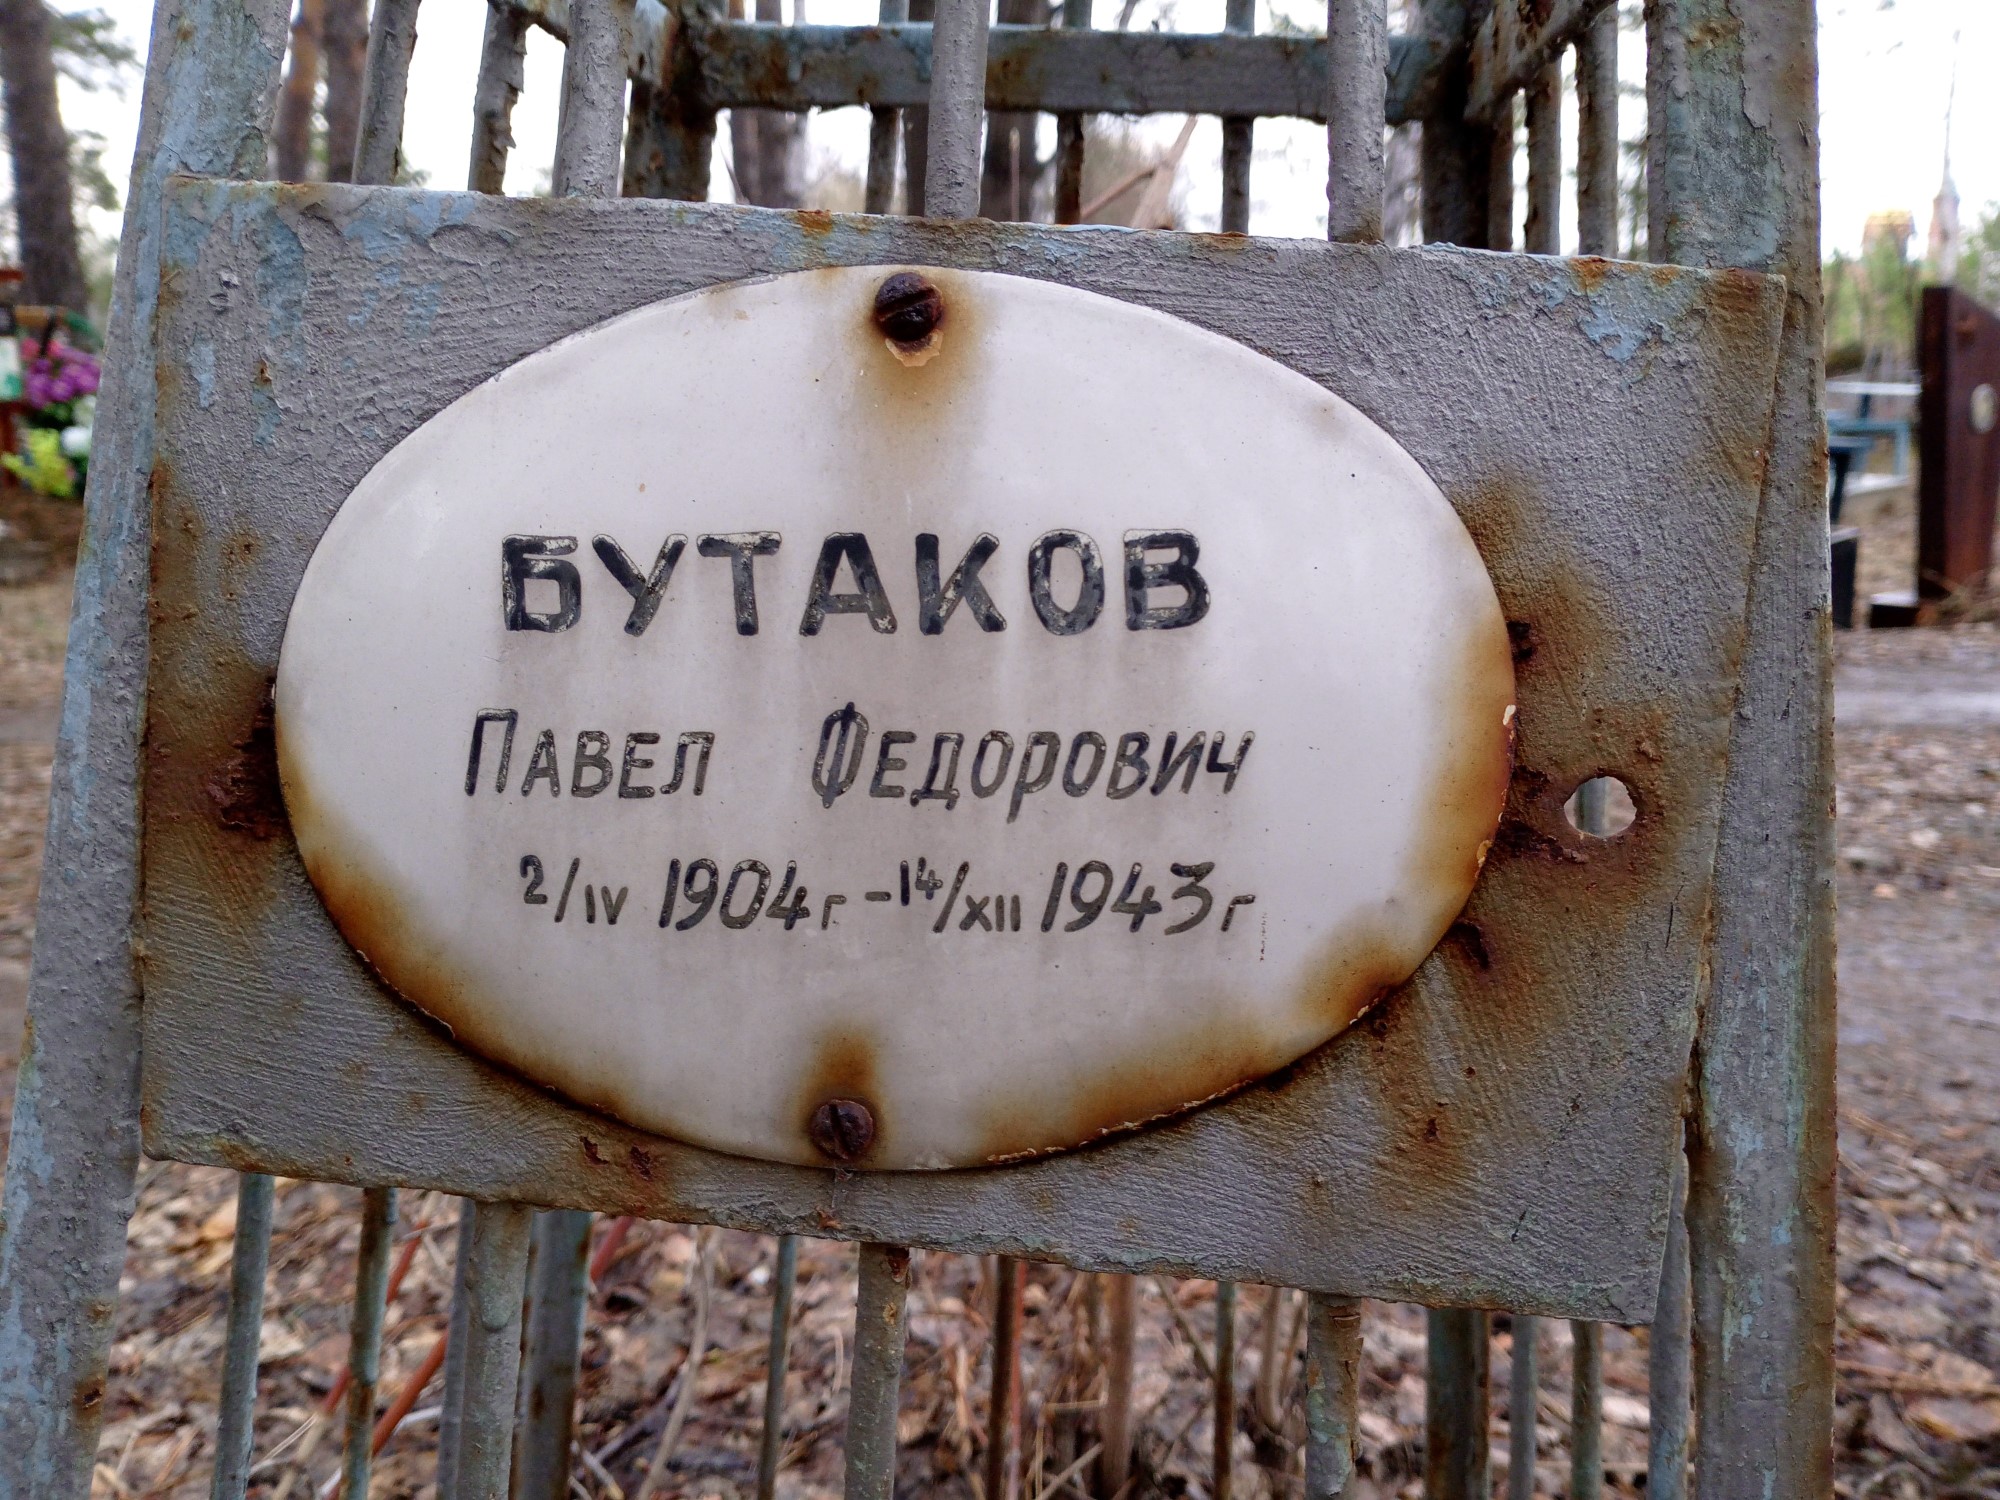 БУТАКОВ
ПАВЕЛ ФЕДОРОВИЧ
2/IV 1904г - 14/XII 1943г